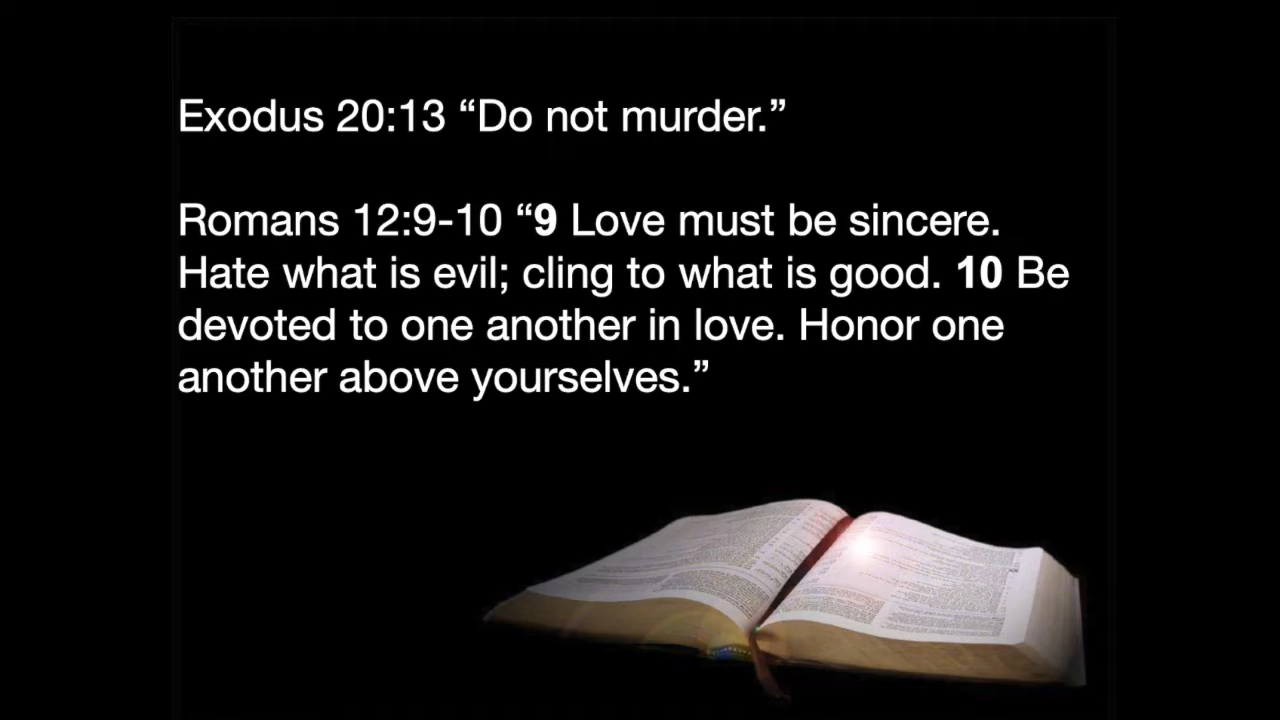 Exodus 20:13 “Do not murder.”
Romans 12:9-10 “9 Love must be sincere.
Hate what is evil; cling to what is good. 10 Be
devoted to one another in love. Honor one
another above yourselves.”